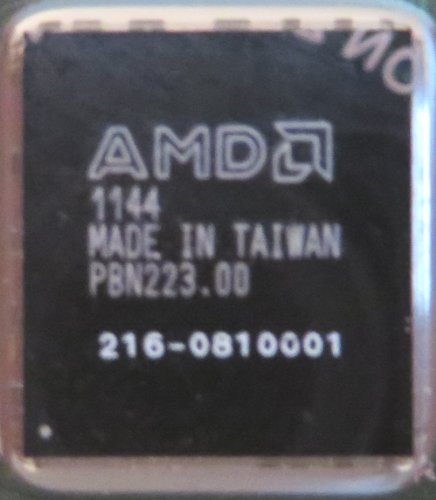 AMD
1144
MADE IN TAIWAN
PBN223.00
216-0810001